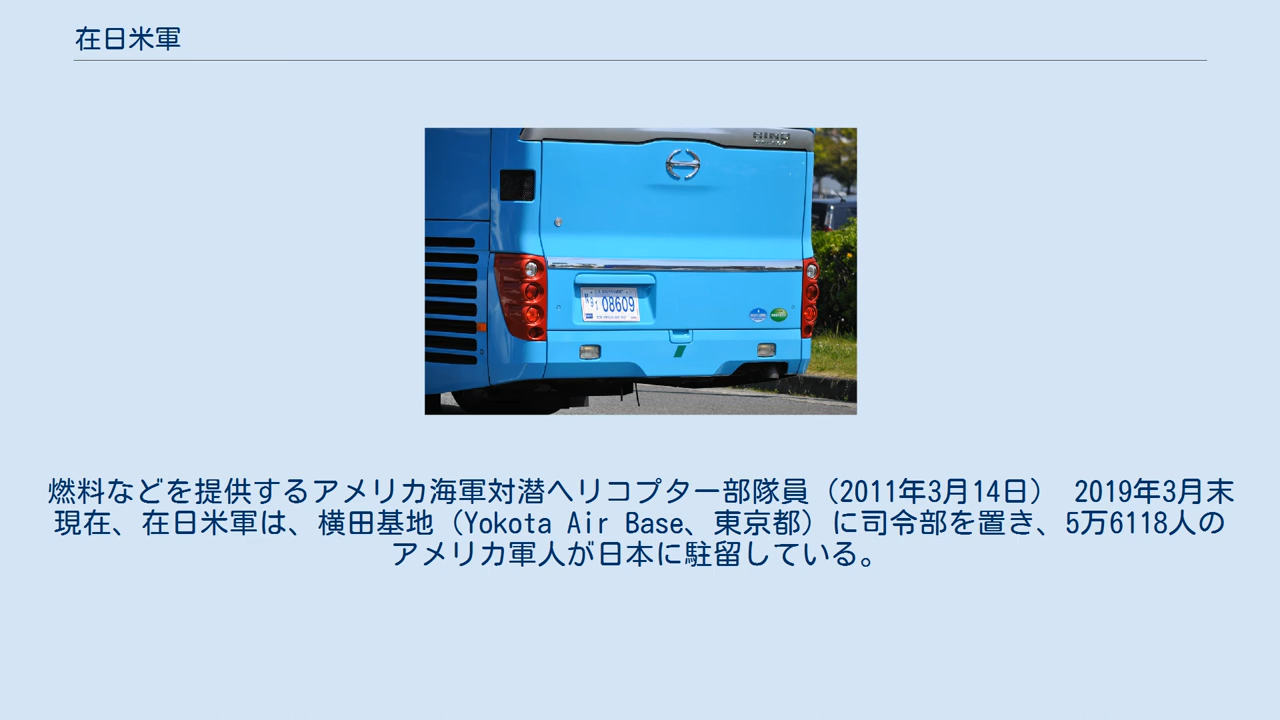 在日米軍
HINO
08609
燃料などを提供するアメリカ海軍対潜ヘリコプター部隊員（2011年3月14日） 2019年3月末
現在、在日米軍は、横田基地（Yokota Air Base、東京都）に司令部を置き、5万6118人の
アメリカ軍人が日本に駐留している。